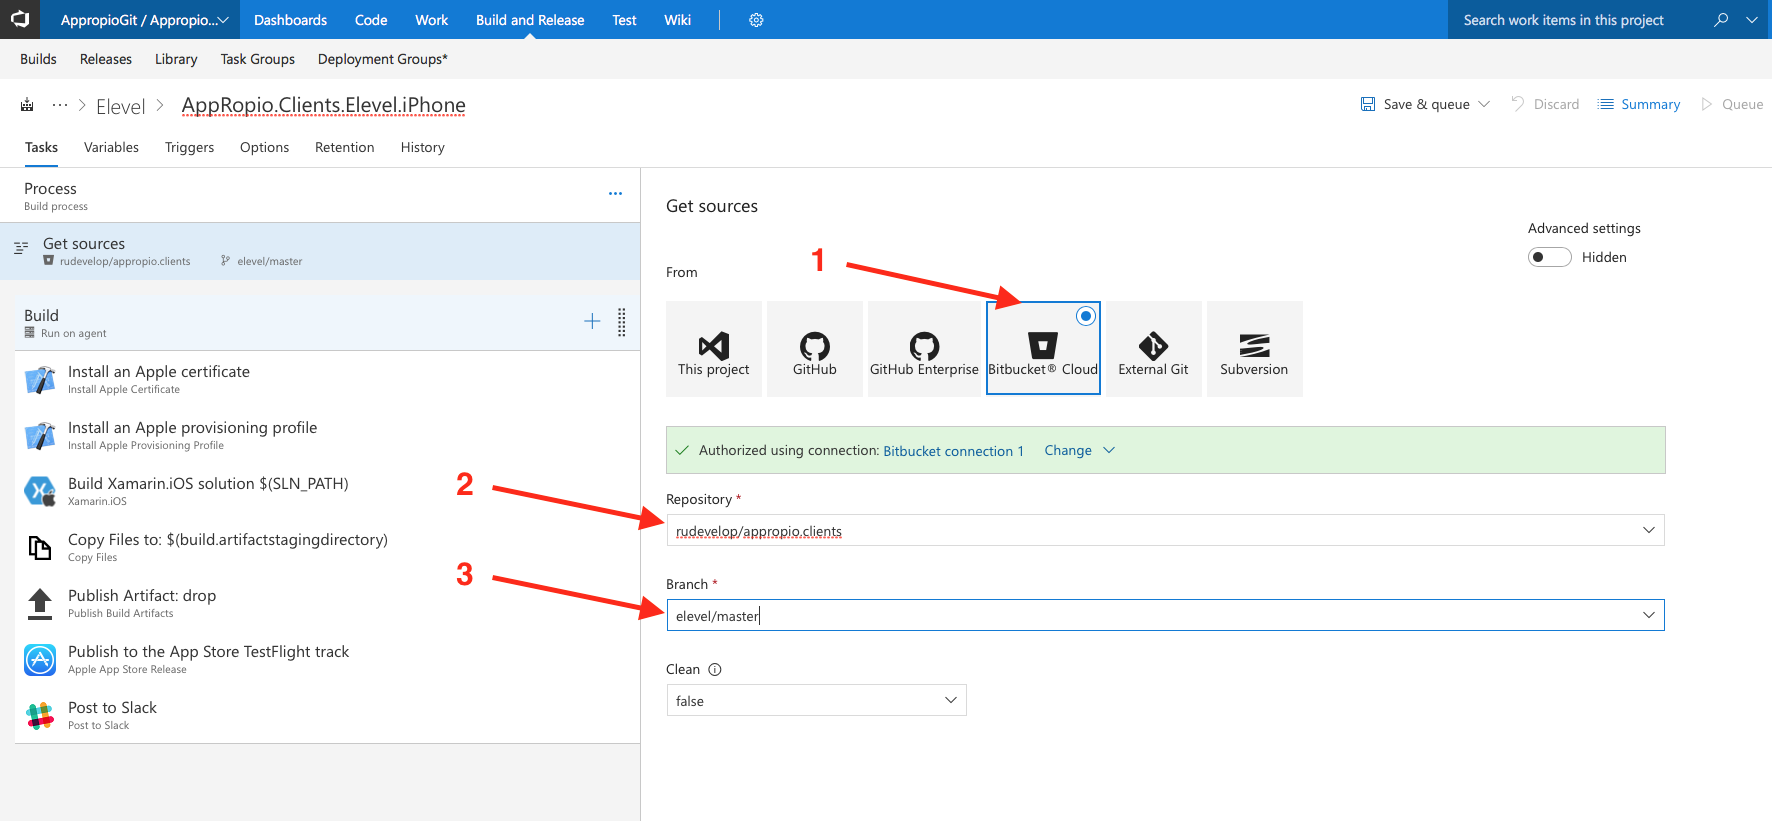 AppropioGit / Appropio... Dashboards Code Work Build and Release Test Wiki Search work items in this project
Builds Releases Library Task Groups Deployment Groups*
··· > Elevel > AppRopio.Clients.Elevel.iPhone Save & queue Discard Summary Queue
Tasks Variables Triggers Options Retention History
Process
Build process
Get sources
rudevelop/appropio.clients elevel/master
Build
Run on agent
Install an Apple certificate
Install Apple Certificate
Install an Apple provisioning profile
Install Apple Provisioning Profile
Build Xamarin.iOS solution $(SLN_PATH)
Xamarin.iOS
Copy Files to: $(build.artifactstagingdirectory)
Copy Files
Publish Artifact: drop
Publish Build Artifacts
Publish to the App Store TestFlight track
Apple App Store Release
Post to Slack
Post to Slack
Get sources
Advanced settings
Hidden
1
From
This project GitHub GitHub Enterprise Bitbucket® Cloud External Git Subversion
Authorized using connection: Bitbucket connection 1 Change
2
Repository *
rudevelop/appropio.clients
3
Branch *
elevel/master
Clean
false